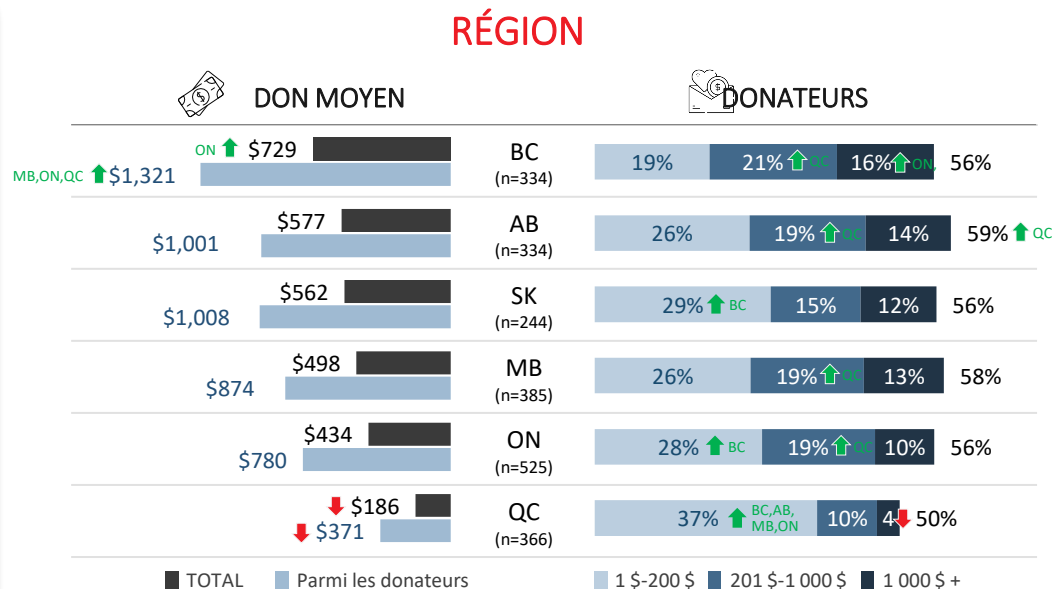 RÉGION
DON MOYEN
DONATEURS
ON $729
MB,ON,QC $1,321
BC
(n=334)
19% 21% QC 16% ON, 56%
$577
$1,001
AB
(n=334)
26% 19% QC 14% 59% QC
$562
$1,008
SK
(n=244)
29% BC 15% 12% 56%
$498
$874
MB
(n=385)
26% 19% QC 13% 58%
$434
$780
ON
(n=525)
28% BC 19% QC 10% 56%
$186
$371
QC
(n=366)
37% BC,AB,
MB,ON
10% 4 50%
TOTAL Parmi les donateurs
1 $-200 $ 201 $-1 000 $ 1 000 $ +